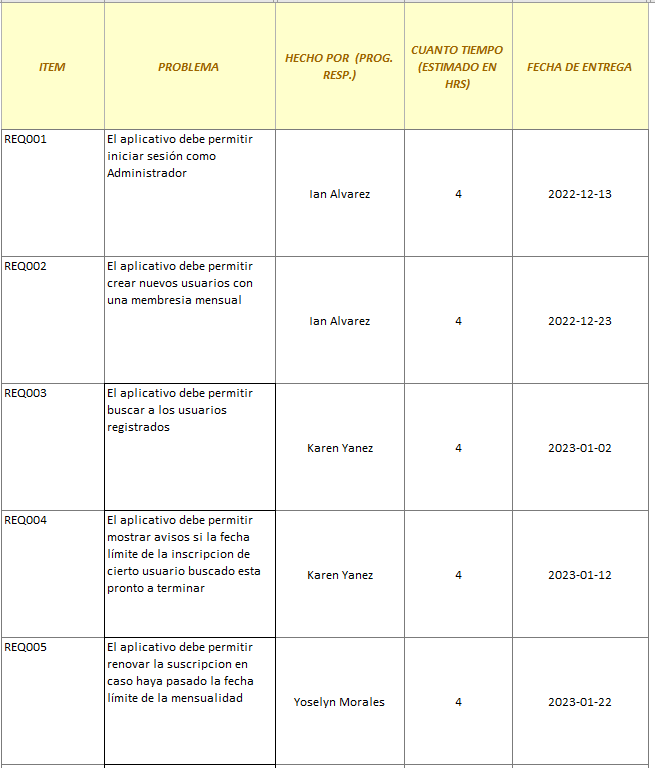 ITEM
PROBLEMA
HECHO POR (PROG.
RESP.)
CUANTO TIEMPO
(ESTIMADO EN
HRS)
FECHA DE ENTREGA
REQ001
El aplicativo debe permitir
iniciar sesión como
Administrador
Ian Alvarez
4
2022-12-13
REQ002
El aplicativo debe permitir
crear nuevos usuarios con
una membresia mensual
Ian Alvarez
4
2022-12-23
REQ003
El aplicativo debe permitir
buscar a los usuarios
registrados
Karen Yanez
4
2023-01-02
REQ004
El aplicativo debe permitir
mostrar avisos si la fecha
límite de la inscripcion de
cierto usuario buscado esta
pronto a terminar
Karen Yanez
4
2023-01-12
REQ005
El aplicativo debe permitir
renovar la suscripcion en
caso haya pasado la fecha
límite de la mensualidad
Yoselyn Morales
4
2023-01-22